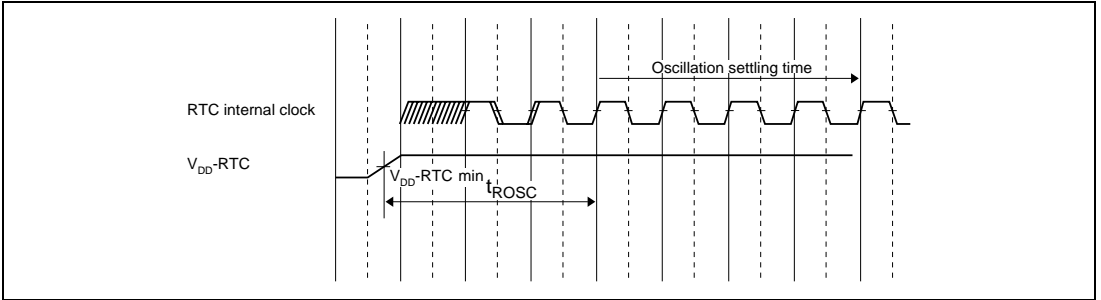 Oscillation settling time
RTC internal clock
VDD-RTC
VDD-RTC min
tROSC